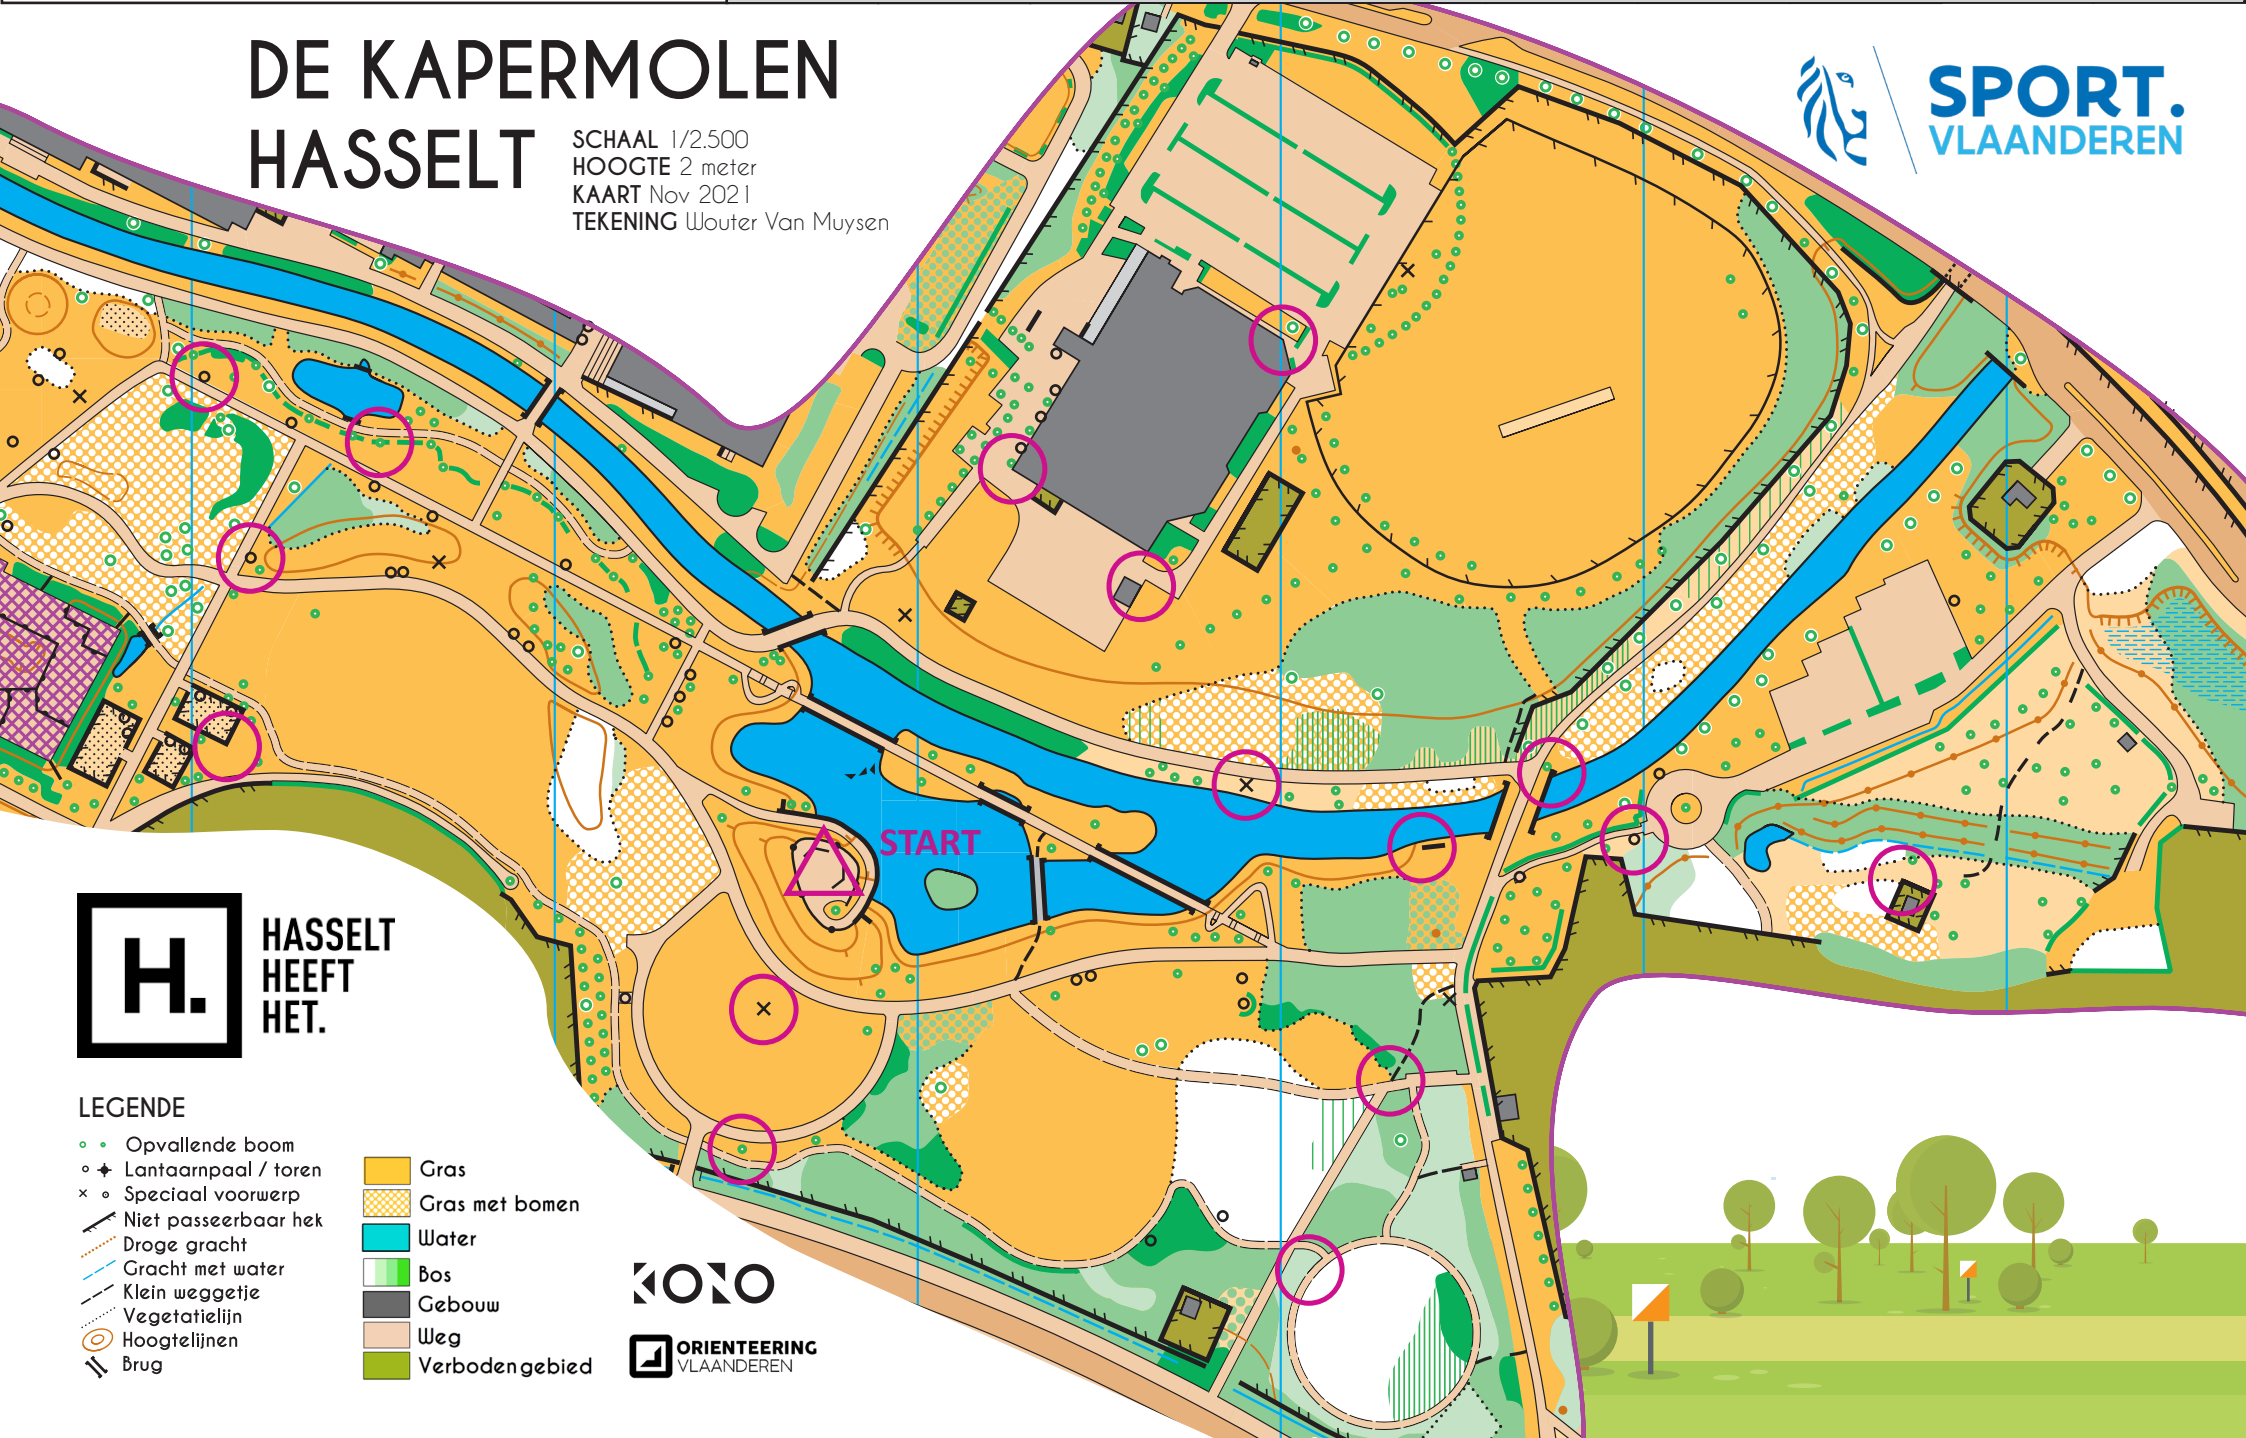 DE KAPERMOLEN
HASSELT
SCHAAL 1/2.500
HOOGTE 2 meter
KAART Nov 2021
TEKENING Wouter Van Muysen
SPORT.
VLAANDEREN
START
H.
HASSELT
HEEFT
HET.
LEGENDE
Opvallende boom
Lantaarnpaal / toren
Speciaal voorwerp
Niet passeerbaar hek
Droge gracht
Gracht met water
Klein weggetje
Vegetatielijn
Hoogtelijnen
Brug
Gras
Gras met bomen
Water
Bos
Gebouw
Weg
Verboden gebied
KONO
ORIENTEERING
VLAANDEREN